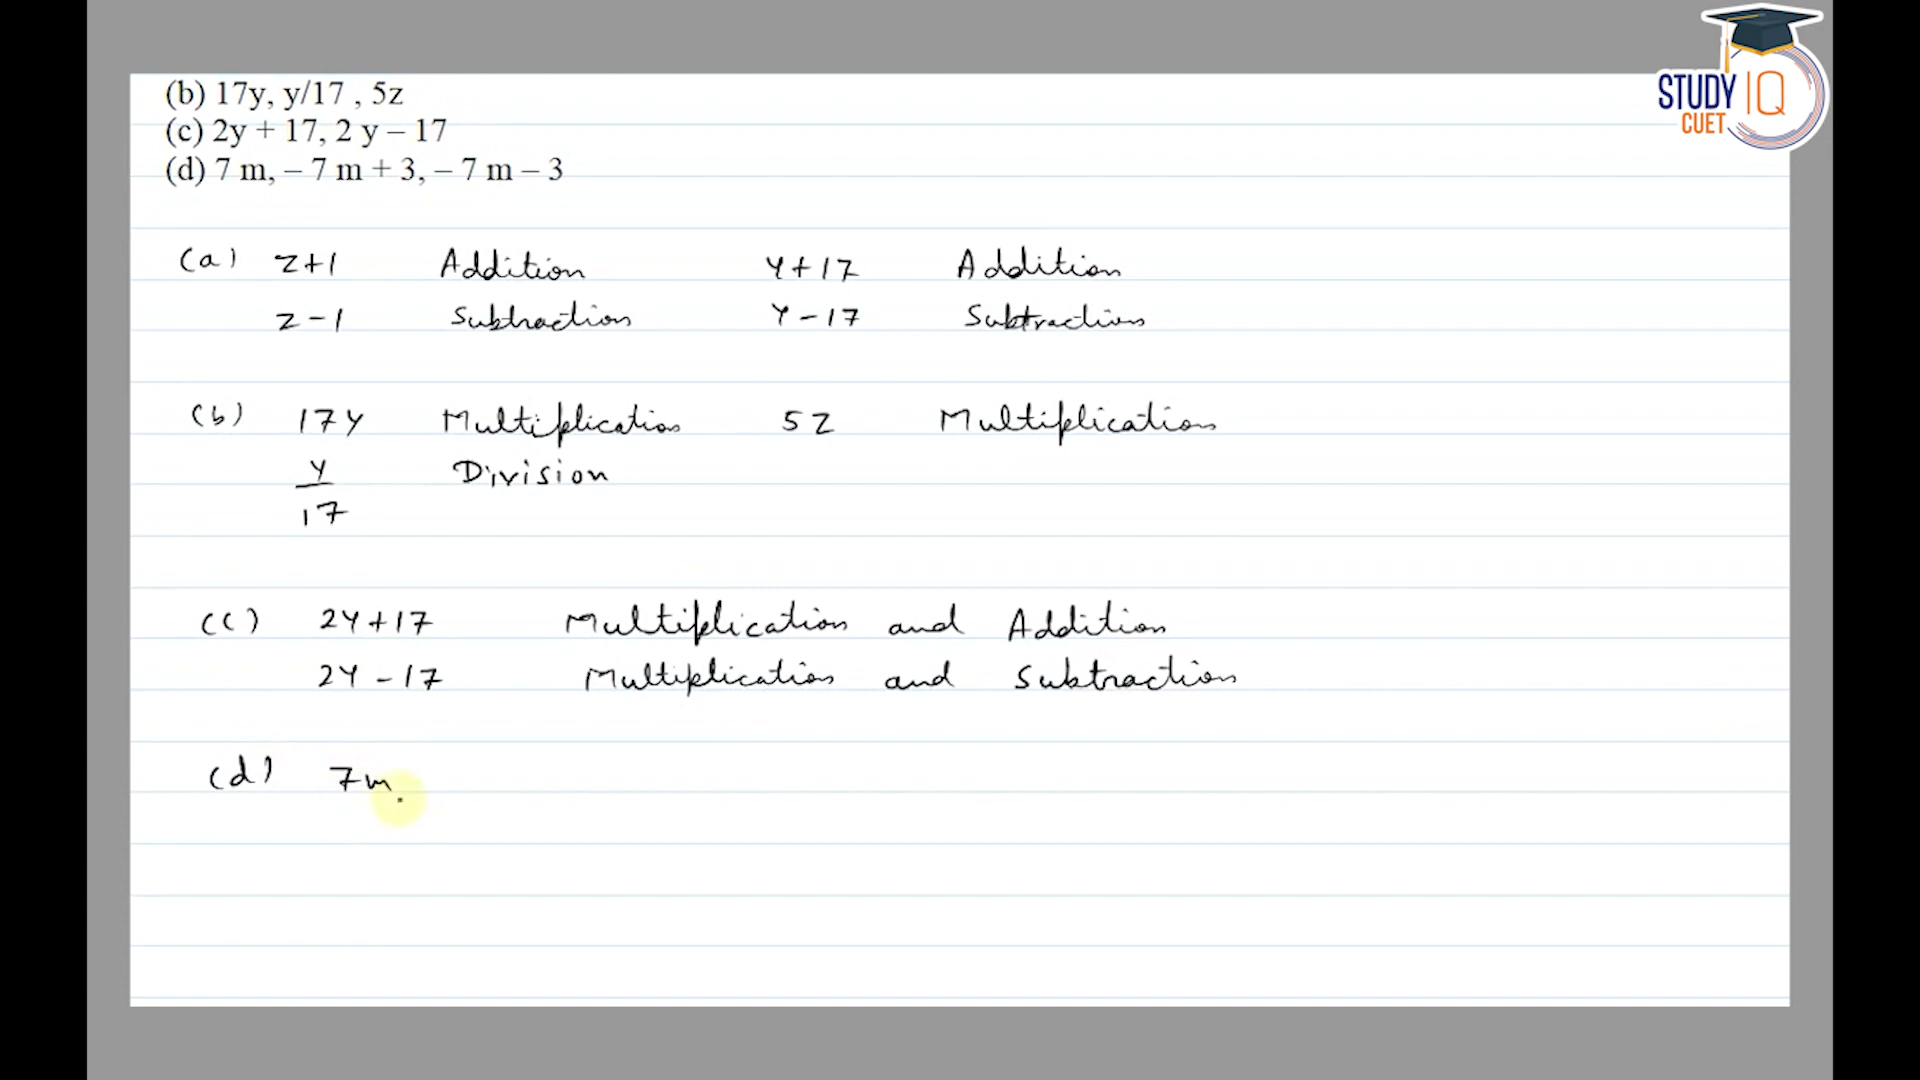 STUDY IQ
CUET
(b) 17y, y/17 , 5z
(c) 2y + 17, 2 y – 17
(d) 7 m, – 7 m + 3, – 7 m – 3
(a) z+1 Addition y+17 Addition
z-1 Subtraction y-17 Subtraction
(b) 17y Multiplication 5z Multiplication
y Division
17
(c) 2y+17 Multiplication and Addition
2y-17 Multiplication and Subtraction
(d) 7m